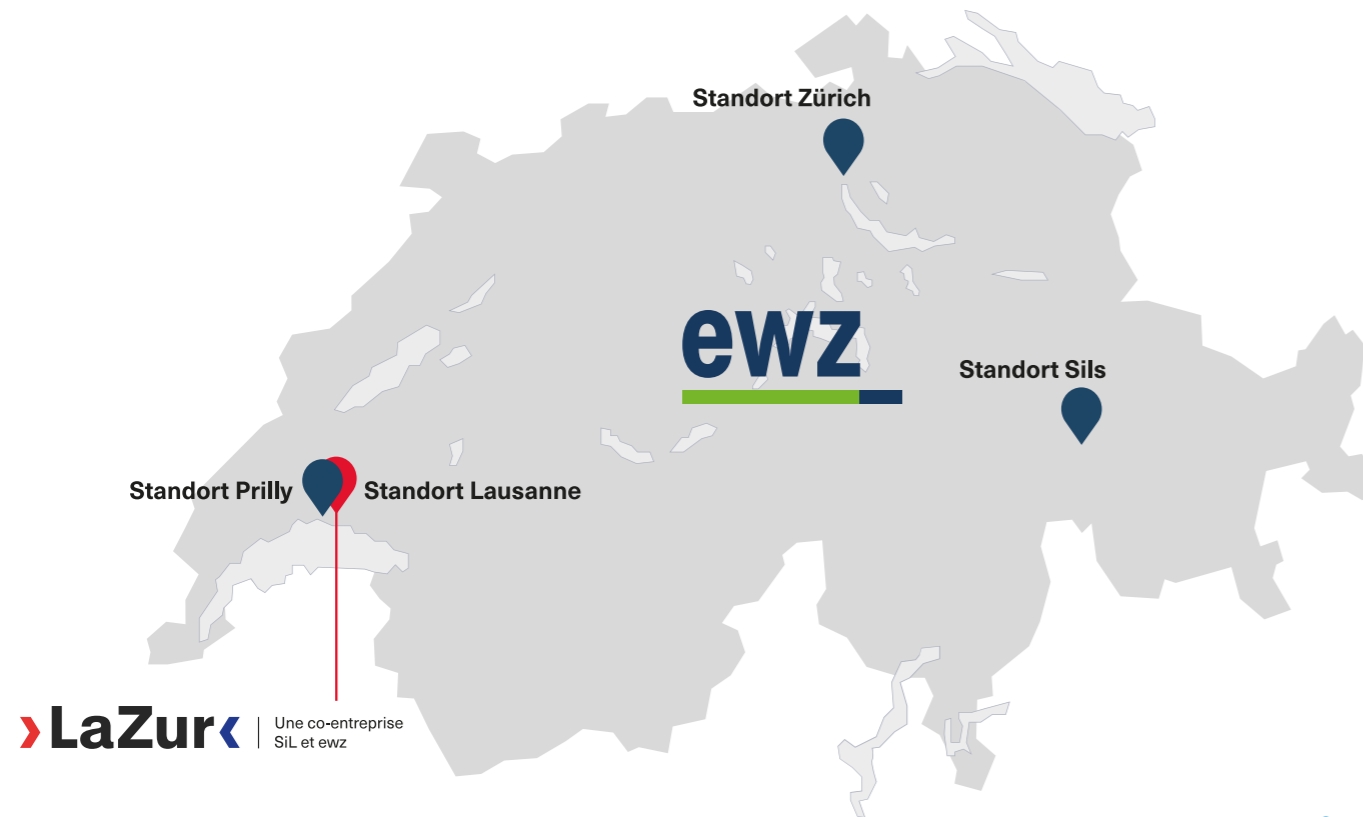 Standort Zürich
ewz
Standort Sils
Standort Prilly
Standort Lausanne
LaZur
Une co-entreprise
SiL et ewz